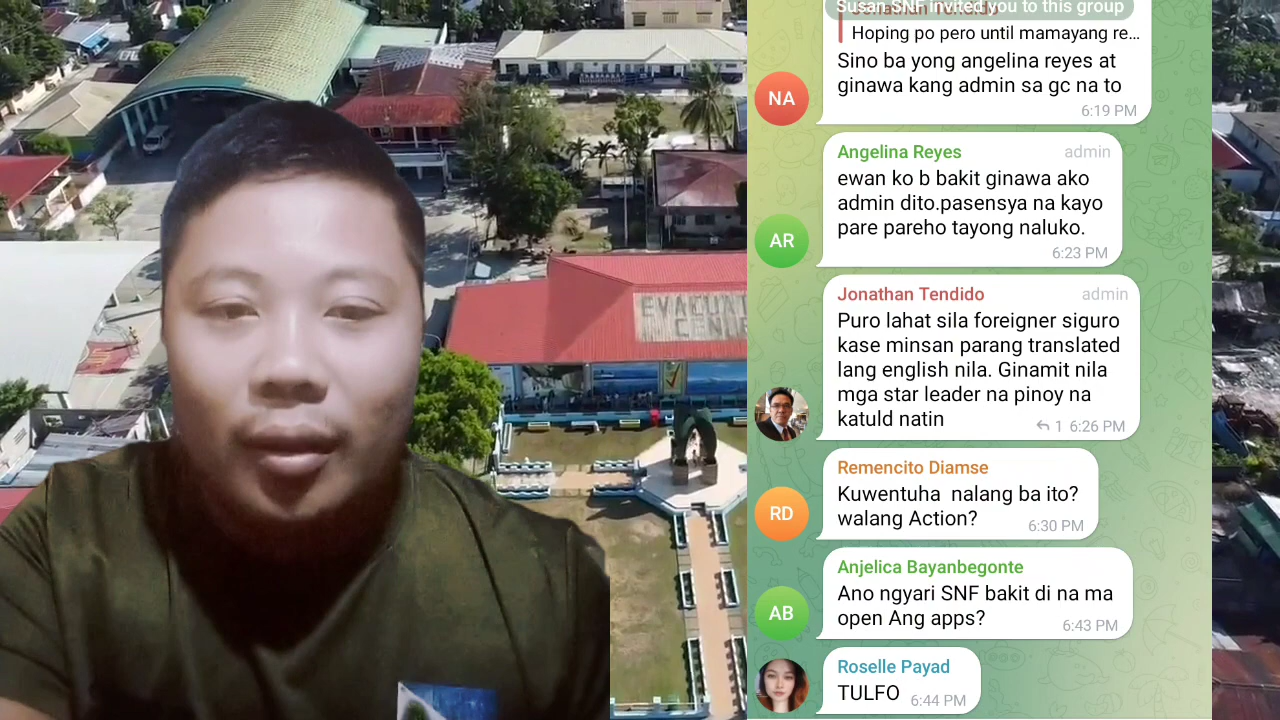 Susan SNF invited you to this group
Hoping po pero until mamayang re...
Sino ba yong angelina reyes at
ginawa kang admin sa gc na to
6:19 PM
NA
Angelina Reyes admin
ewan ko b bakit ginawa ako
admin dito.pasensya na kayo
pare pareho tayong naluko.
6:23 PM
AR
Jonathan Tendido admin
Puro lahat sila foreigner siguro
kase minsan parang translated
lang english nila. Ginamit nila
mga star leader na pinoy na
katuld natin
1 6:26 PM
Remencito Diamse
Kuwentuha nalang ba ito?
walang Action?
6:30 PM
RD
Anjelica Bayanbegonte
Ano ngyari SNF bakit di na ma
open Ang apps?
6:43 PM
AB
Roselle Payad
TULFO 6:44 PM